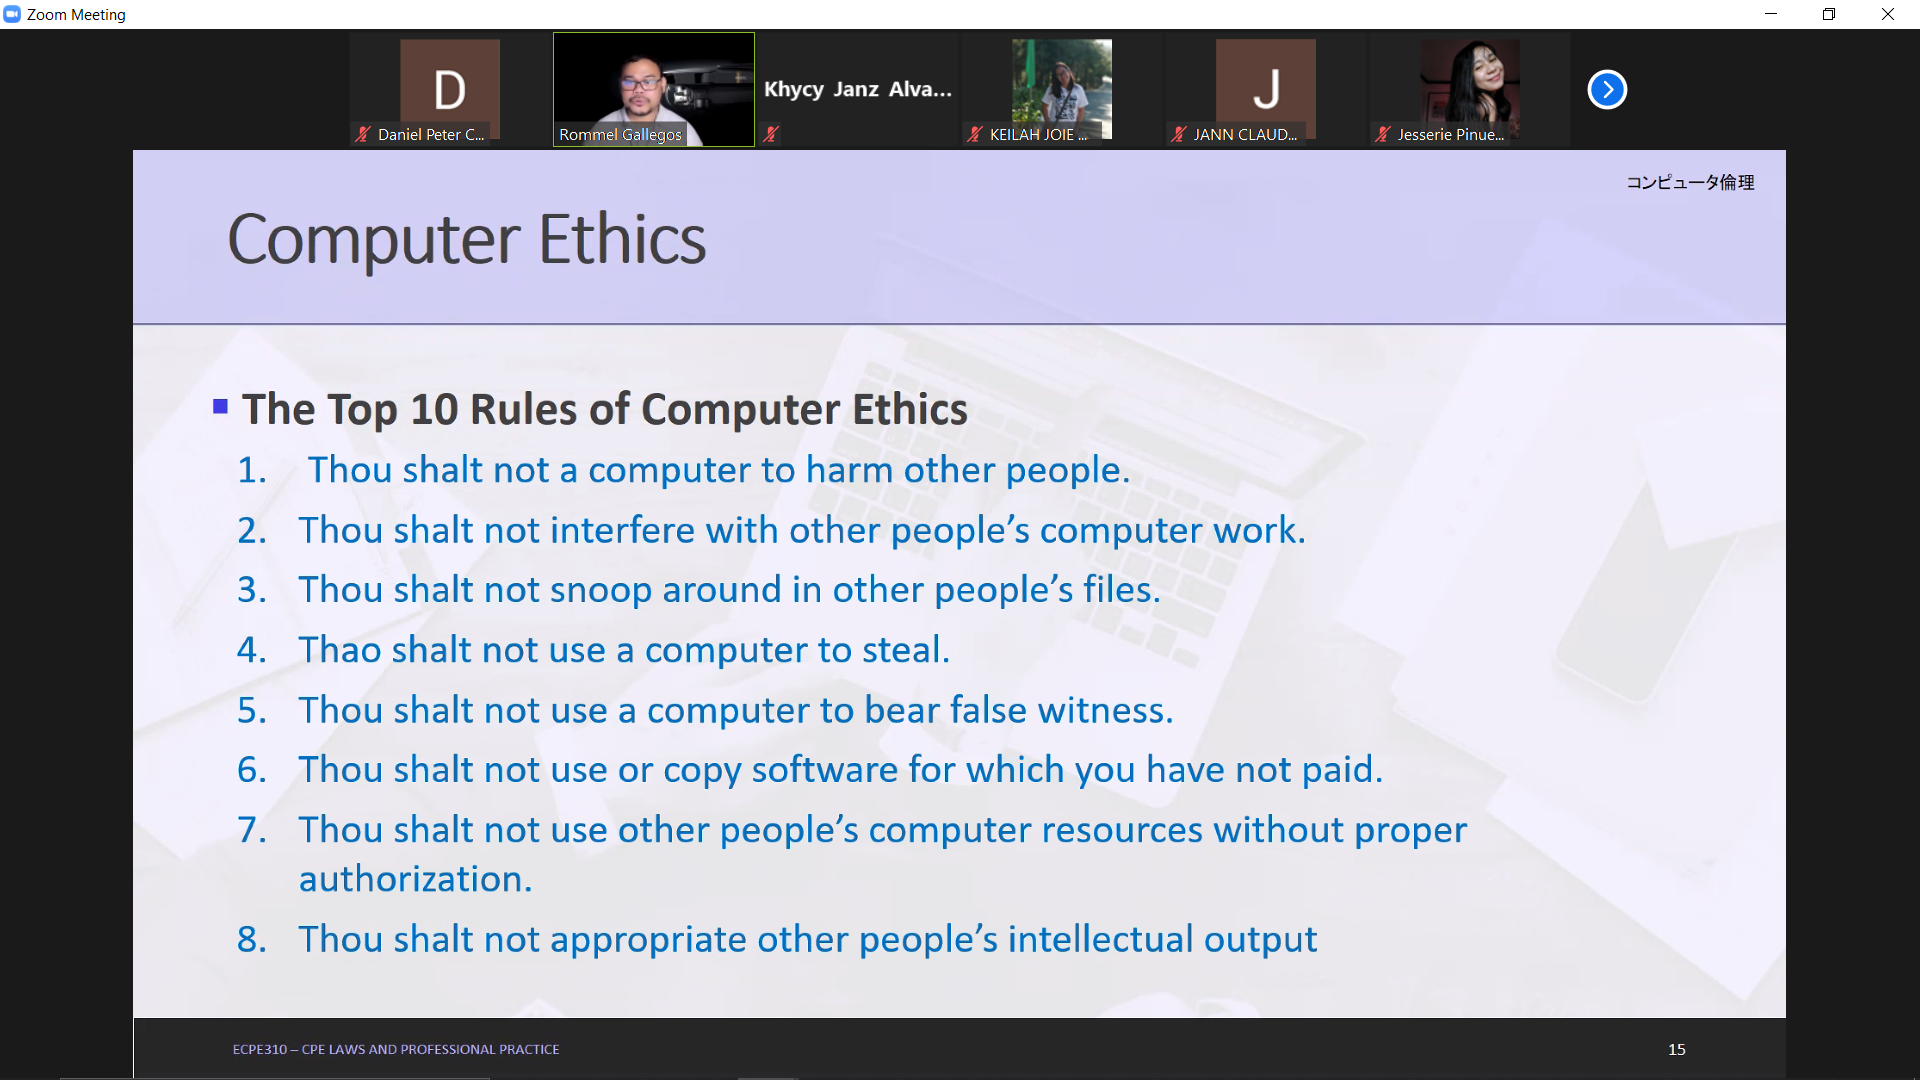 Zoom Meeting
D
Daniel Peter C...
Rommel Gallegos
Khycy Janz Alva...
KEILAH JOIE ...
J
JANN CLAUD...
Jesserie Pinue...
コンピュータ倫理
Computer Ethics
The Top 10 Rules of Computer Ethics
1. Thou shalt not a computer to harm other people.
2. Thou shalt not interfere with other people’s computer work.
3. Thou shalt not snoop around in other people’s files.
4. Thao shalt not use a computer to steal.
5. Thou shalt not use a computer to bear false witness.
6. Thou shalt not use or copy software for which you have not paid.
7. Thou shalt not use other people’s computer resources without proper
authorization.
8. Thou shalt not appropriate other people’s intellectual output
ECPE310 – CPE LAWS AND PROFESSIONAL PRACTICE
15